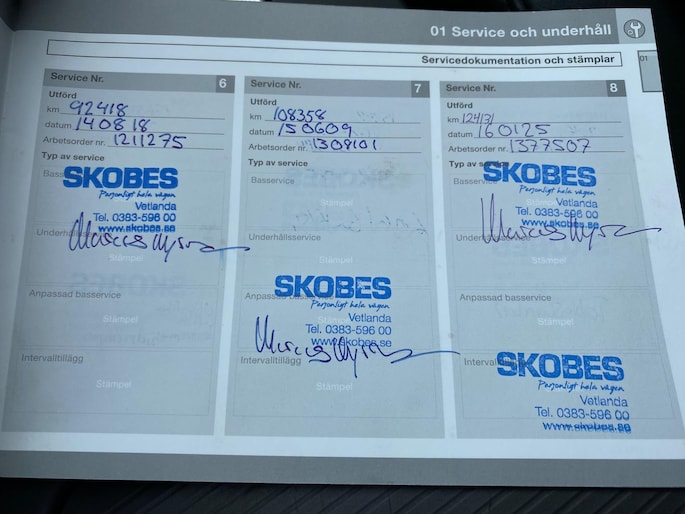 01 Service och underhåll
01
Servicedokumentation och stämplar
Service Nr. 6
Utförd
km 92418
datum 140818
Arbetsorder nr. 1211275
Typ av service
SKOBES
Personligt hela vägen
Vetlanda
Tel. 0383-596 00
www.skobes.se
Underhållsservice
Stämpel
Anpassad basservice
Stämpel
Intervalltillägg
Stämpel
Service Nr. 7
Utförd
km 108358
datum 150609
Arbetsorder nr. 1308101
Typ av service
Basservice
Stämpel
Underhållsservice
Stämpel
SKOBES
Anpassad
Personligt hela vägen
Vetlanda
Tel. 0383-596 00
www.skobes.se
Intervalltillägg
Stämpel
Service Nr. 8
Utförd
km
datum 160125
Arbetsorder nr. 1377507
Typ av service
SKOBES
Basservice
Personligt hela vägen
Vetlanda
Tel. 0383-596 00
www.skobes.se
Underhållsservice
Stämpel
Anpassad basservice
Stämpel
SKOBES
Personligt hela vägen
Vetlanda
Tel. 0383-596 00
www.skobes.se